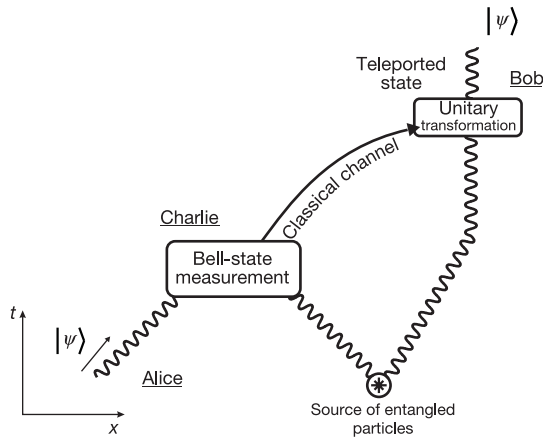 |ψ⟩
Teleported
state
Bob
Unitary
transformation
Classical channel
Charlie
Bell-state
measurement
t
|ψ⟩
Alice
x
Source of entangled
particles